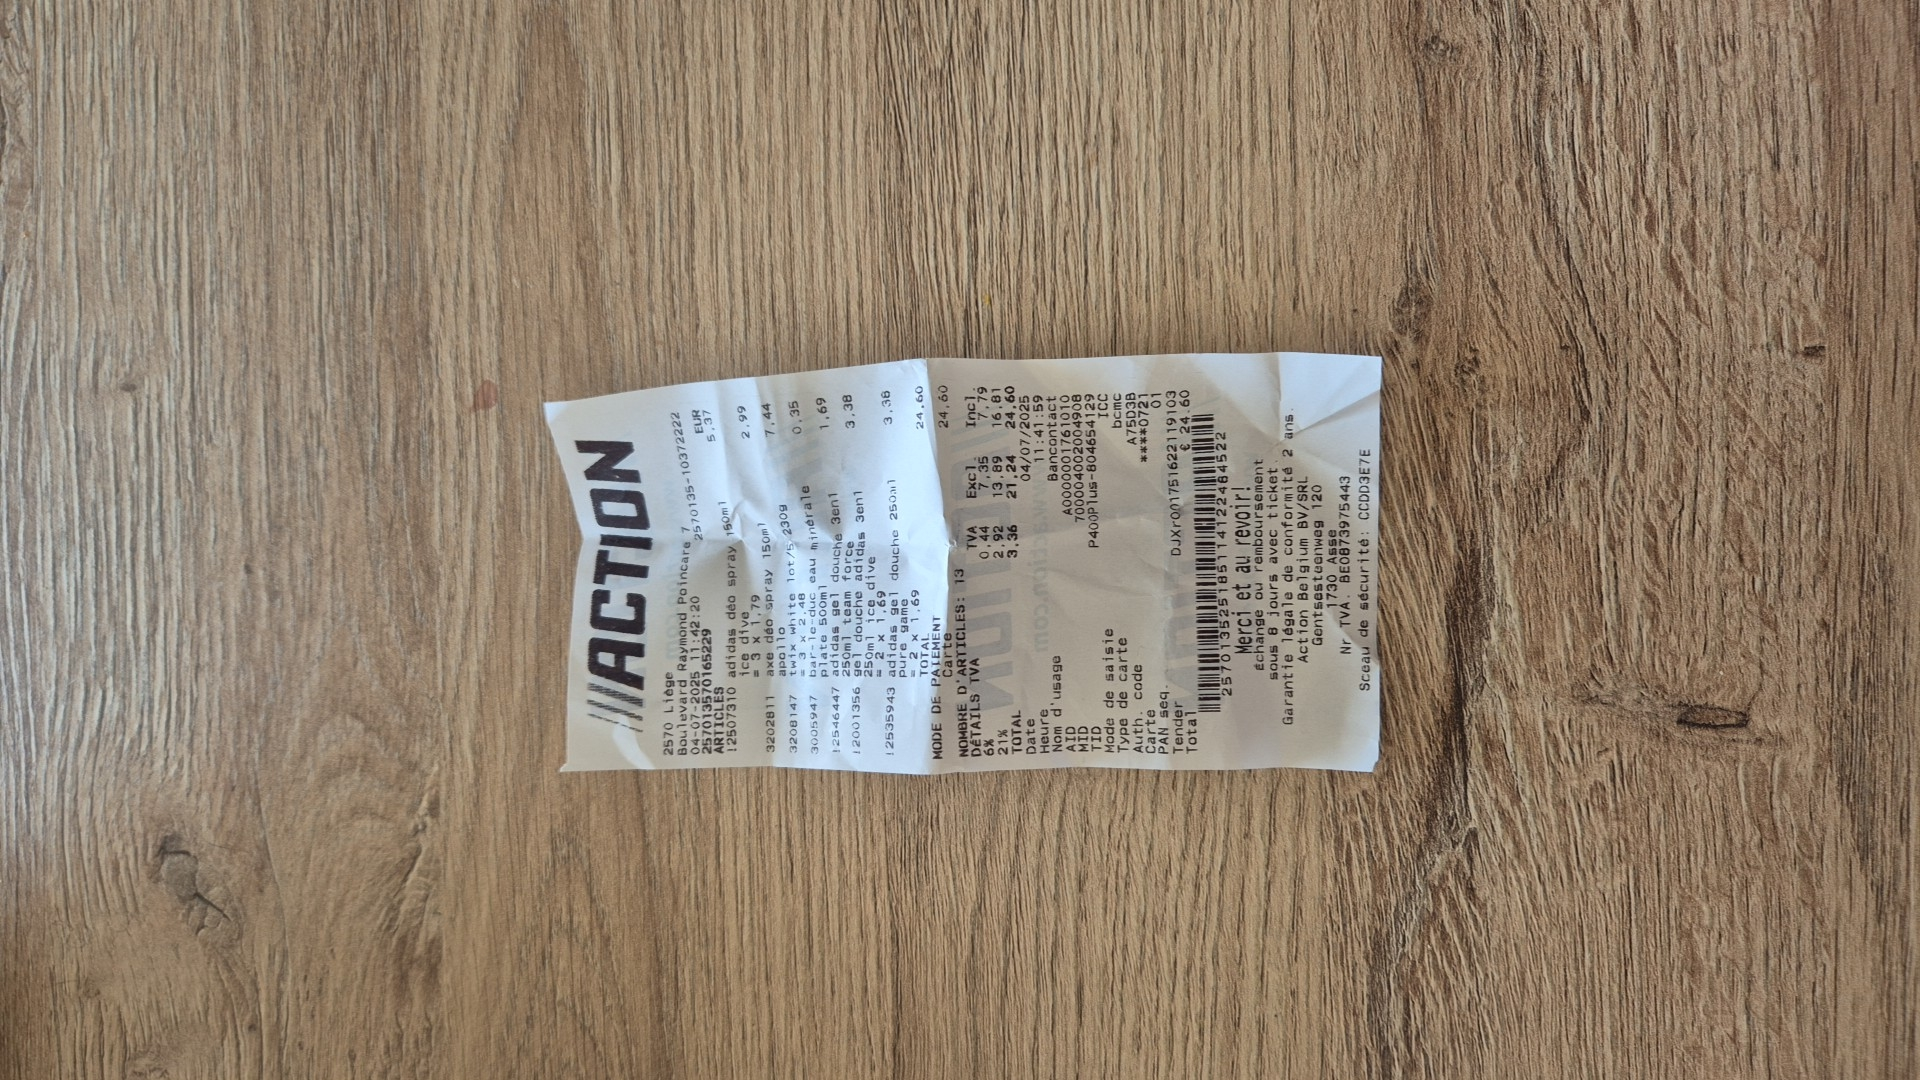 ACTION
2570 Liège
Boulevard Raymond Poincaré 7
04-07-2025 11:42:20 2570135-10372222
2570135701652​29
ARTICLES EUR
12507310 adidas déo spray 150ml 5,37
ice dive
= 3 x 1,79
3202811 axe déo spray 150ml 2,99
apollo
3208147 twix white lot/5 230g 7,44
= 3 x 2,48
3005947 bar-le-duc eau minérale 0,35
plate 500ml
12546447 adidas gel douche 3en1 1,69
250ml team force
12001356 gel douche adidas 3en1 3,38
250ml ice dive
= 2 x 1,69
12535943 adidas gel douche 250ml 3,38
pure game
= 2 x 1,69
TOTAL 24,60
MODE DE PAIEMENT
Carte 24,60
NOMBRE D'ARTICLES: 13
DÉTAILS TVA TVA Excl. Incl.
6% 0,44 7,35 7,79
21% 2,92 13,89 16,81
TOTAL 3,36 21,24 24,60
Date 04/07/2025
Heure 11:41:59
Nom d'usage Bancontact
AID A0000001761010
MID 70004002004908
TID P400Plus-804654129
Mode de saisie ICC
Type de carte bcmc
Auth. code A75D3B
Carte ****0721
PAN seq. 01
Tender DJXr001751622119103
Total € 24.60
2570135251851141224​84522
Merci et au revoir!
échange ou remboursement
sous 8 jours avec ticket
Garantie légale de conformité 2 ans.
Action Belgium BV/SRL
Gentsesteenweg 120
1730 Asse
Nr TVA. BE0873975443
Sceau de sécurité: CCDD3E7E